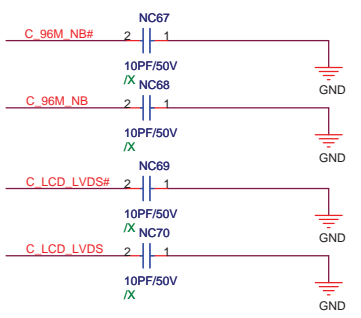 NC67
C_96M_NB# 2 1
10PF/50V
/X
GND
NC68
C_96M_NB 2 1
10PF/50V
/X
GND
NC69
C_LCD_LVDS# 2 1
10PF/50V
/X
GND
NC70
C_LCD_LVDS 2 1
10PF/50V
/X
GND